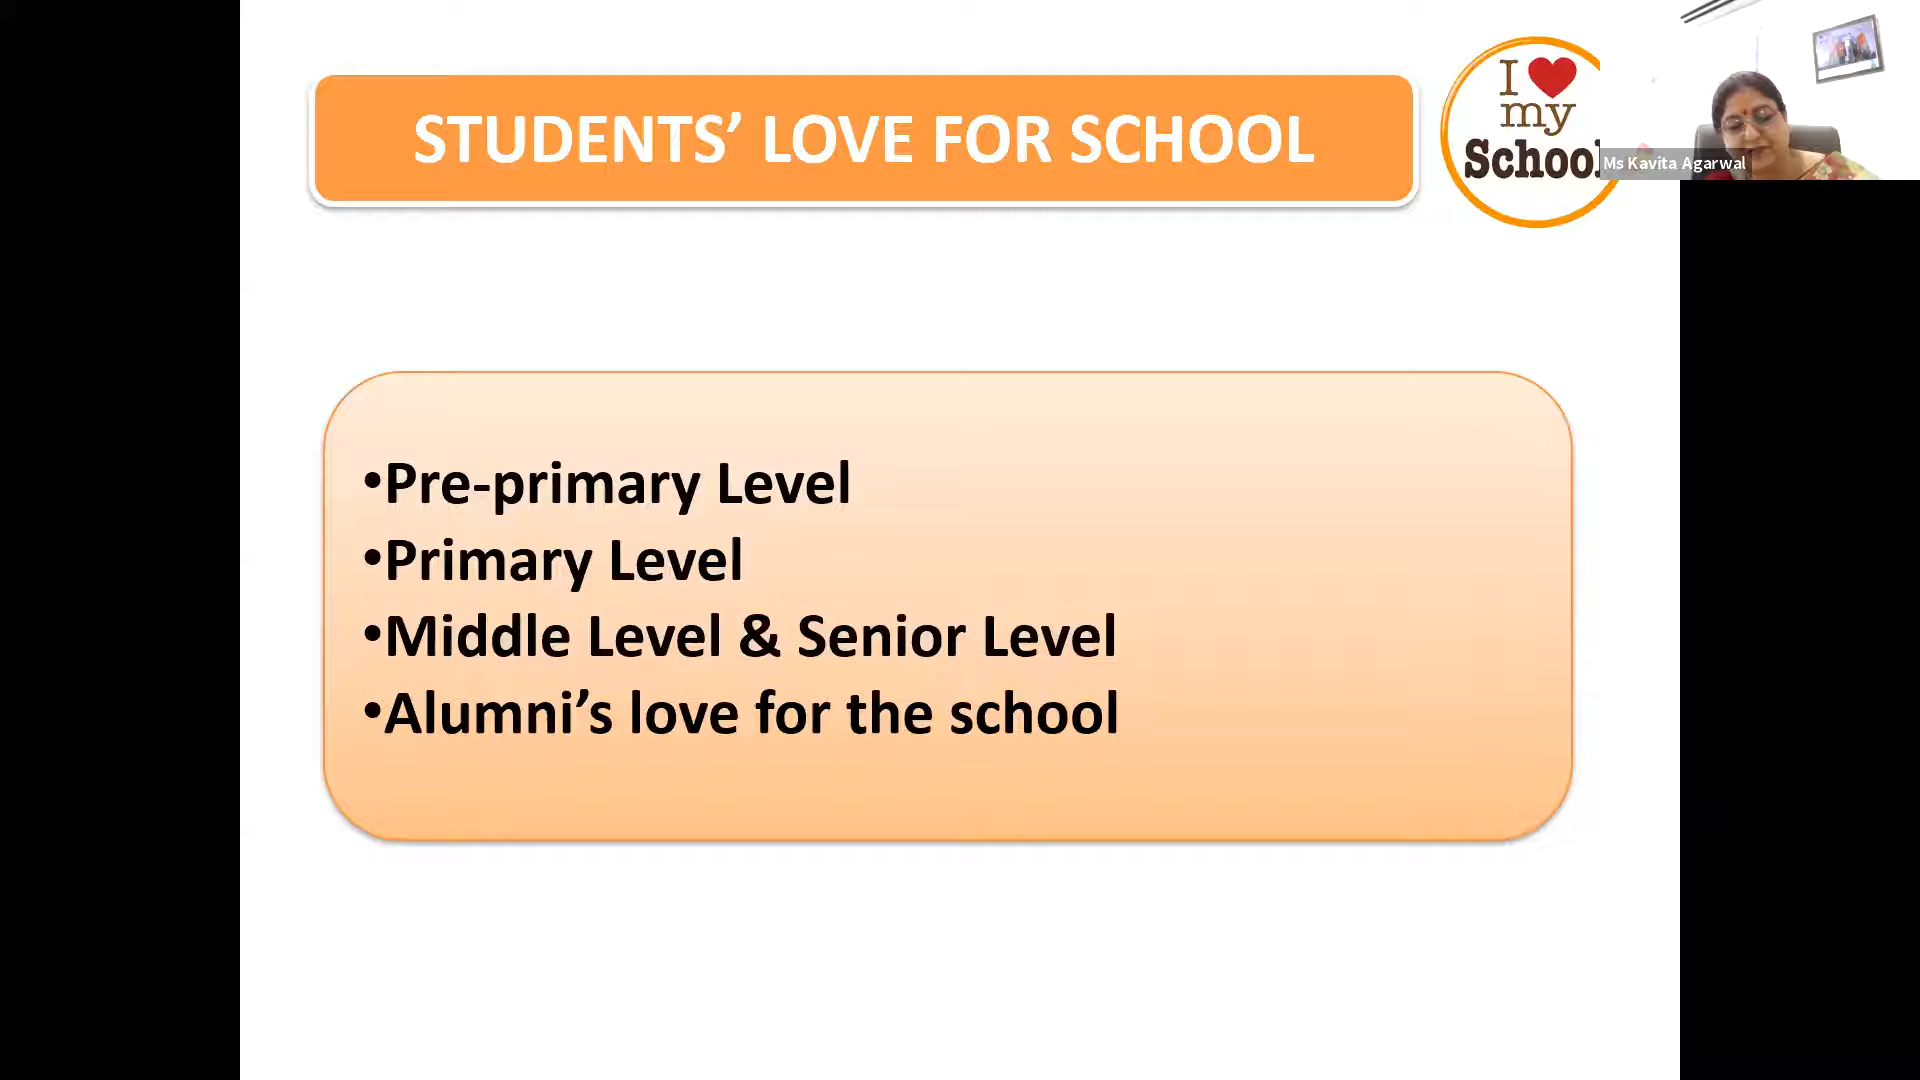 STUDENTS’ LOVE FOR SCHOOL
I
my
School
Ms Kavita Agarwal
•Pre-primary Level
•Primary Level
•Middle Level & Senior Level
•Alumni’s love for the school